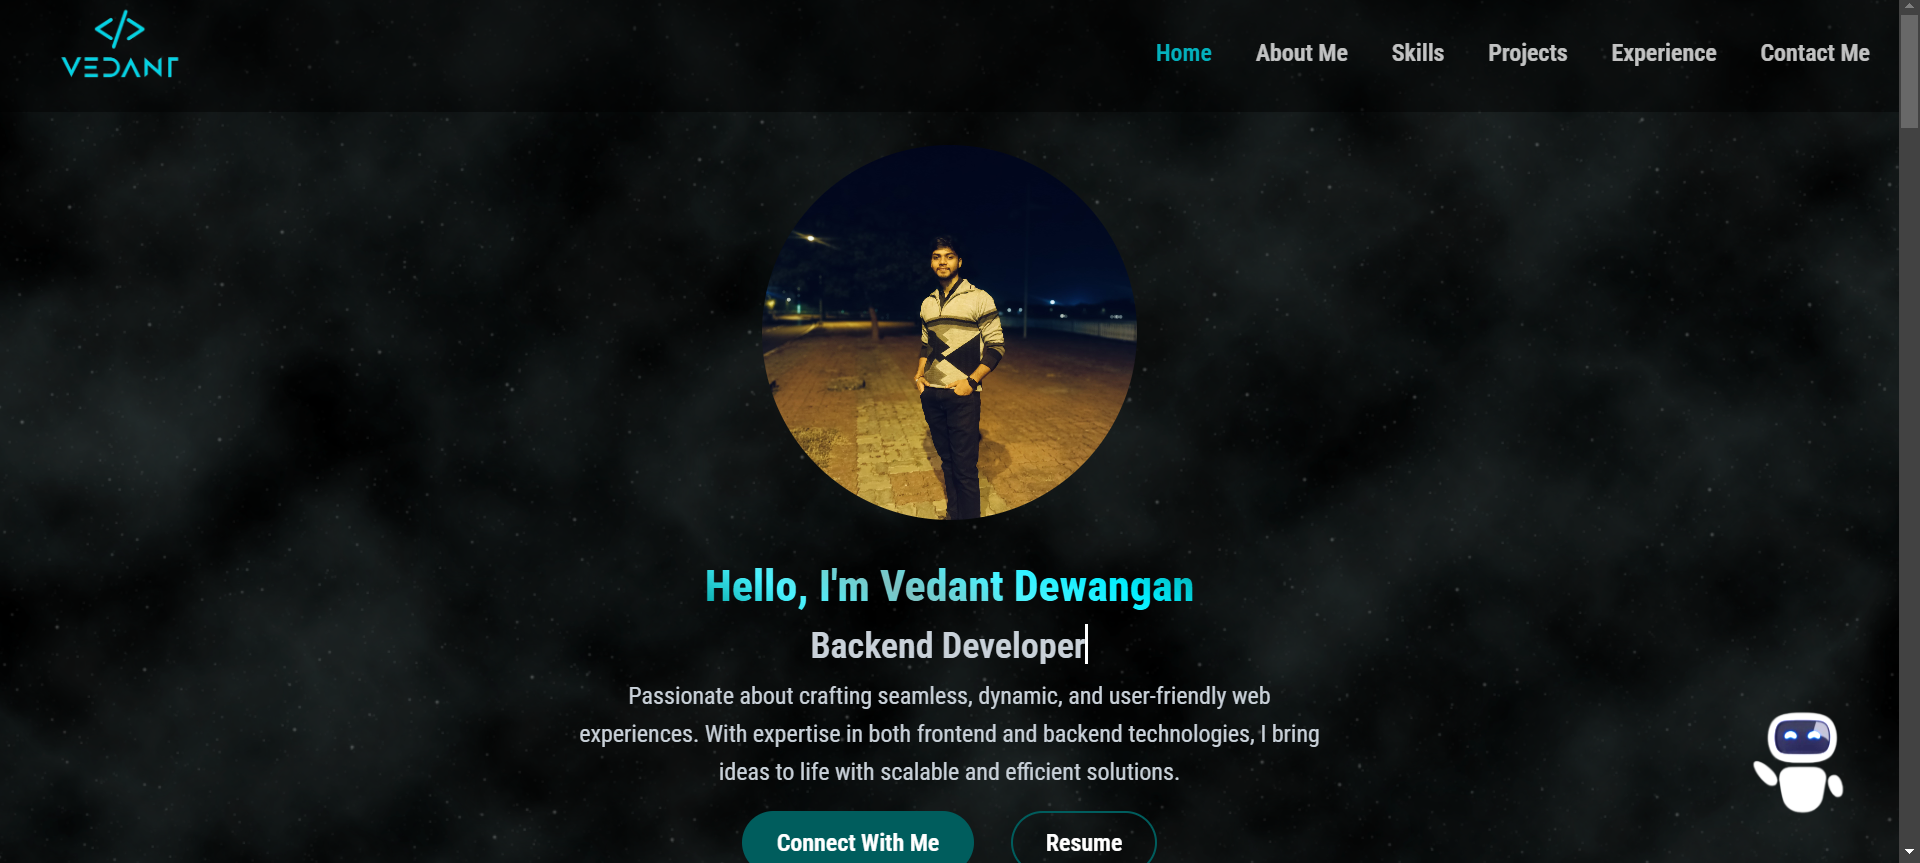 </>
VEDANT
Home About Me Skills Projects Experience Contact Me
Hello, I'm Vedant Dewangan
Backend Developer
Passionate about crafting seamless, dynamic, and user-friendly web
experiences. With expertise in both frontend and backend technologies, I bring
ideas to life with scalable and efficient solutions.
Connect With Me Resume